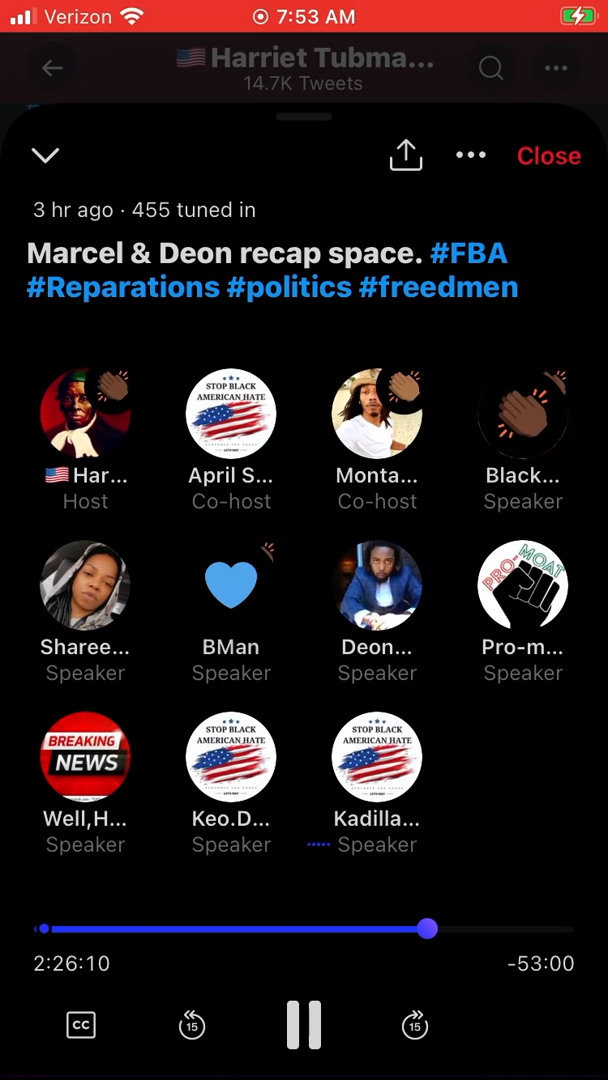 Verizon 7:53 AM
🇺🇸Harriet Tubma...
14.7K Tweets
Close
3 hr ago · 455 tuned in
Marcel & Deon recap space. #FBA
#Reparations #politics #freedmen
STOP BLACK
AMERICAN HATE
🇺🇸Har... April S... Monta... Black...
Host Co-host Co-host Speaker
PRO-MOAT
Sharee... BMan Deon... Pro-m...
Speaker Speaker Speaker Speaker
BREAKING
NEWS
STOP BLACK
AMERICAN HATE
STOP BLACK
AMERICAN HATE
Well,H... Keo.D... Kadilla...
Speaker Speaker Speaker
2:26:10 -53:00
CC 15 15